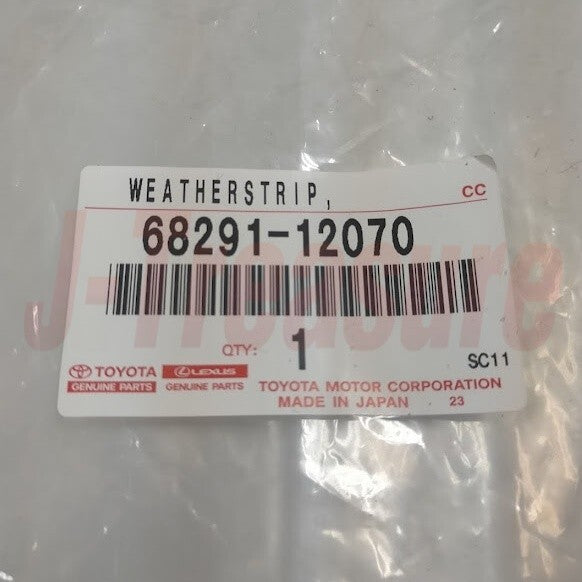 WEATHERSTRIP,
CC
68291-12070
QTY: 1
SC11
TOYOTA GENUINE PARTS
LEXUS GENUINE PARTS
TOYOTA MOTOR CORPORATION
MADE IN JAPAN 23
J-Treasure